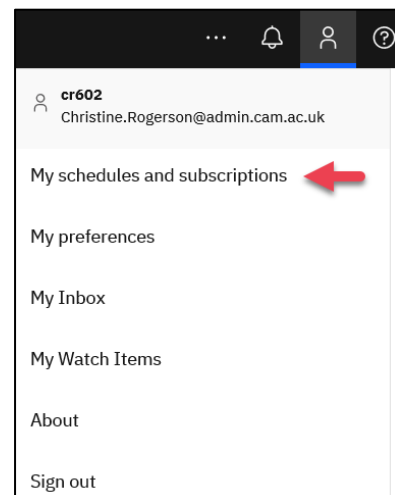 cr602
Christine.Rogerson@admin.cam.ac.uk
My schedules and subscriptions
My preferences
My Inbox
My Watch Items
About
Sign out